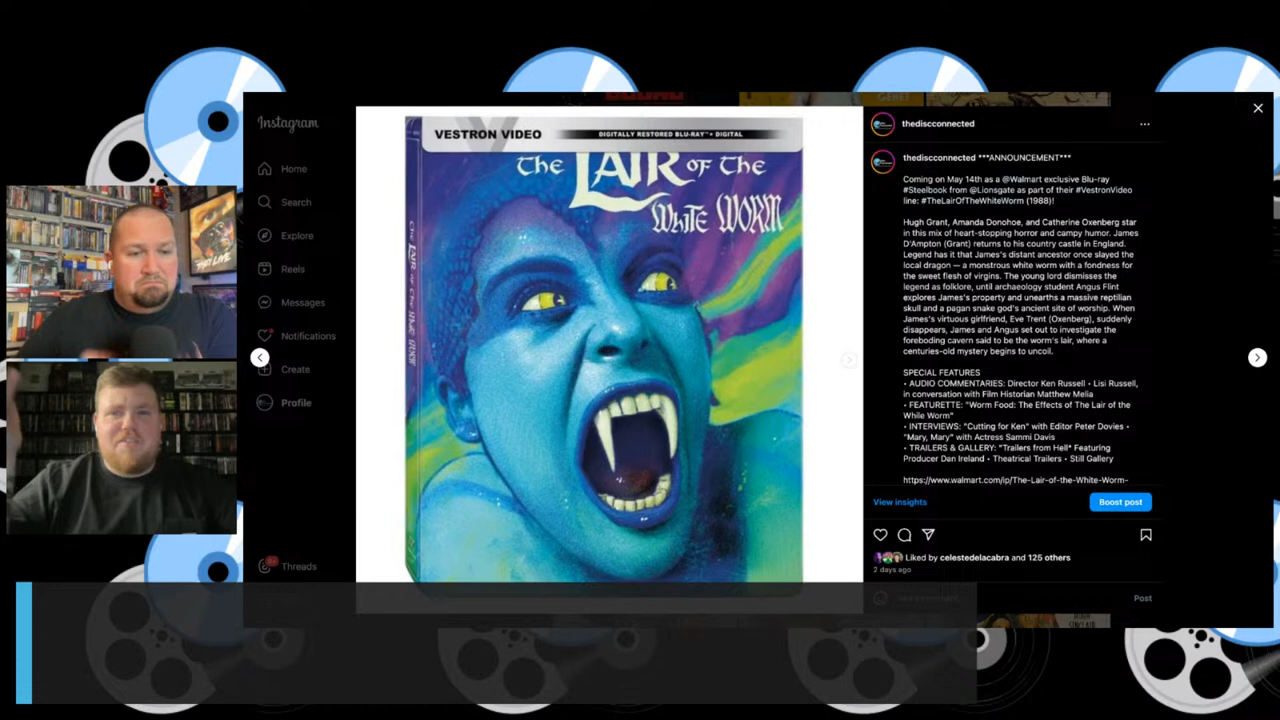 Instagram
Home
Search
Explore
Reels
Messages
Notifications
Create
Profile
Threads
THEY LIVE
VESTRON VIDEO
DIGITALLY RESTORED BLU-RAY™ + DIGITAL
The LAIR OF The
WHITE WORM
The LAIR OF The WHITE WORM
thediscconnected
thediscconnected ***ANNOUNCEMENT***
Coming on May 14th as a @Walmart exclusive Blu-ray
#Steelbook from @Lionsgate as part of their #VestronVideo
line: #TheLairOfTheWhiteWorm (1988)!
Hugh Grant, Amanda Donohoe, and Catherine Oxenberg star
in this mix of heart-stopping horror and campy humor. James
D'Ampton (Grant) returns to his country castle in England.
Legend has it that James's distant ancestor once slayed the
local dragon — a monstrous white worm with a fondness for
the sweet flesh of virgins. The young lord dismisses the
legend as folklore, until archaeology student Angus Flint
explores James's property and unearths a massive reptilian
skull and a pagan snake god's ancient site of worship. When
James's virtuous girlfriend, Eve Trent (Oxenberg), suddenly
disappears, James and Angus set out to investigate the
foreboding cavern said to be the worm's lair, where a
centuries-old mystery begins to uncoil.
SPECIAL FEATURES
• AUDIO COMMENTARIES: Director Ken Russell • Lisi Russell,
in conversation with Film Historian Matthew Melia
• FEATURETTE: "Worm Food: The Effects of The Lair of the
While Worm"
• INTERVIEWS: "Cutting for Ken" with Editor Peter Dovies •
"Mary, Mary" with Actress Sammi Davis
• TRAILERS & GALLERY: "Trailers from Hell" Featuring
Producer Dan Ireland • Theatrical Trailers • Still Gallery
https://www.walmart.com/ip/The-Lair-of-the-White-Worm-
View insights
Boost post
Liked by celestedelacabra and 125 others
2 days ago
Post